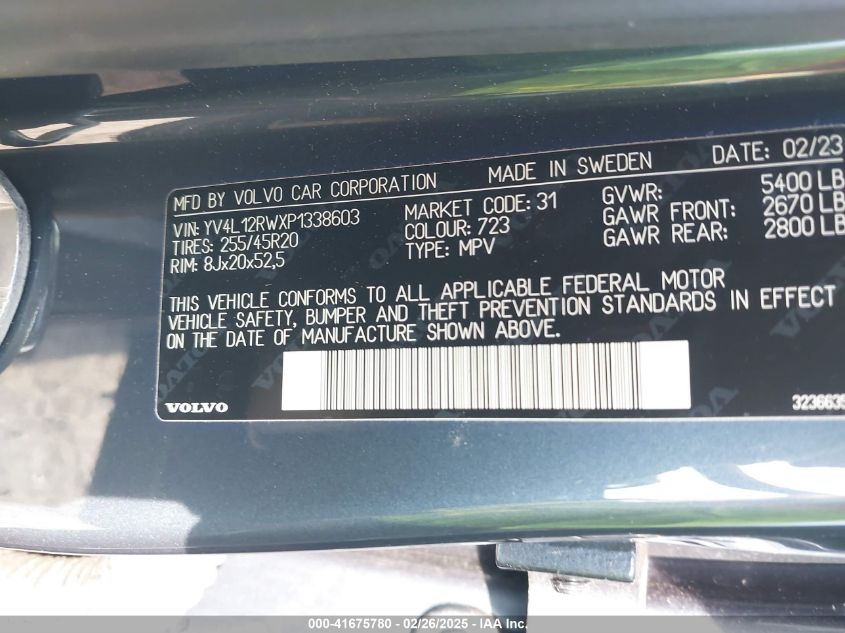 MFD BY VOLVO CAR CORPORATION MADE IN SWEDEN DATE: 02/23
VIN: YV4L12RWXP1338603 MARKET CODE: 31 GVWR: 5400 LB
TIRES: 255/45R20 COLOUR: 723 GAWR FRONT: 2670 LB
RIM: 8Jx20x52,5 TYPE: MPV GAWR REAR: 2800 LB
THIS VEHICLE CONFORMS TO ALL APPLICABLE FEDERAL MOTOR
VEHICLE SAFETY, BUMPER AND THEFT PREVENTION STANDARDS IN EFFECT
ON THE DATE OF MANUFACTURE SHOWN ABOVE.
VOLVO 3236635
000-41675780 - 02/26/2025 - IAA Inc.